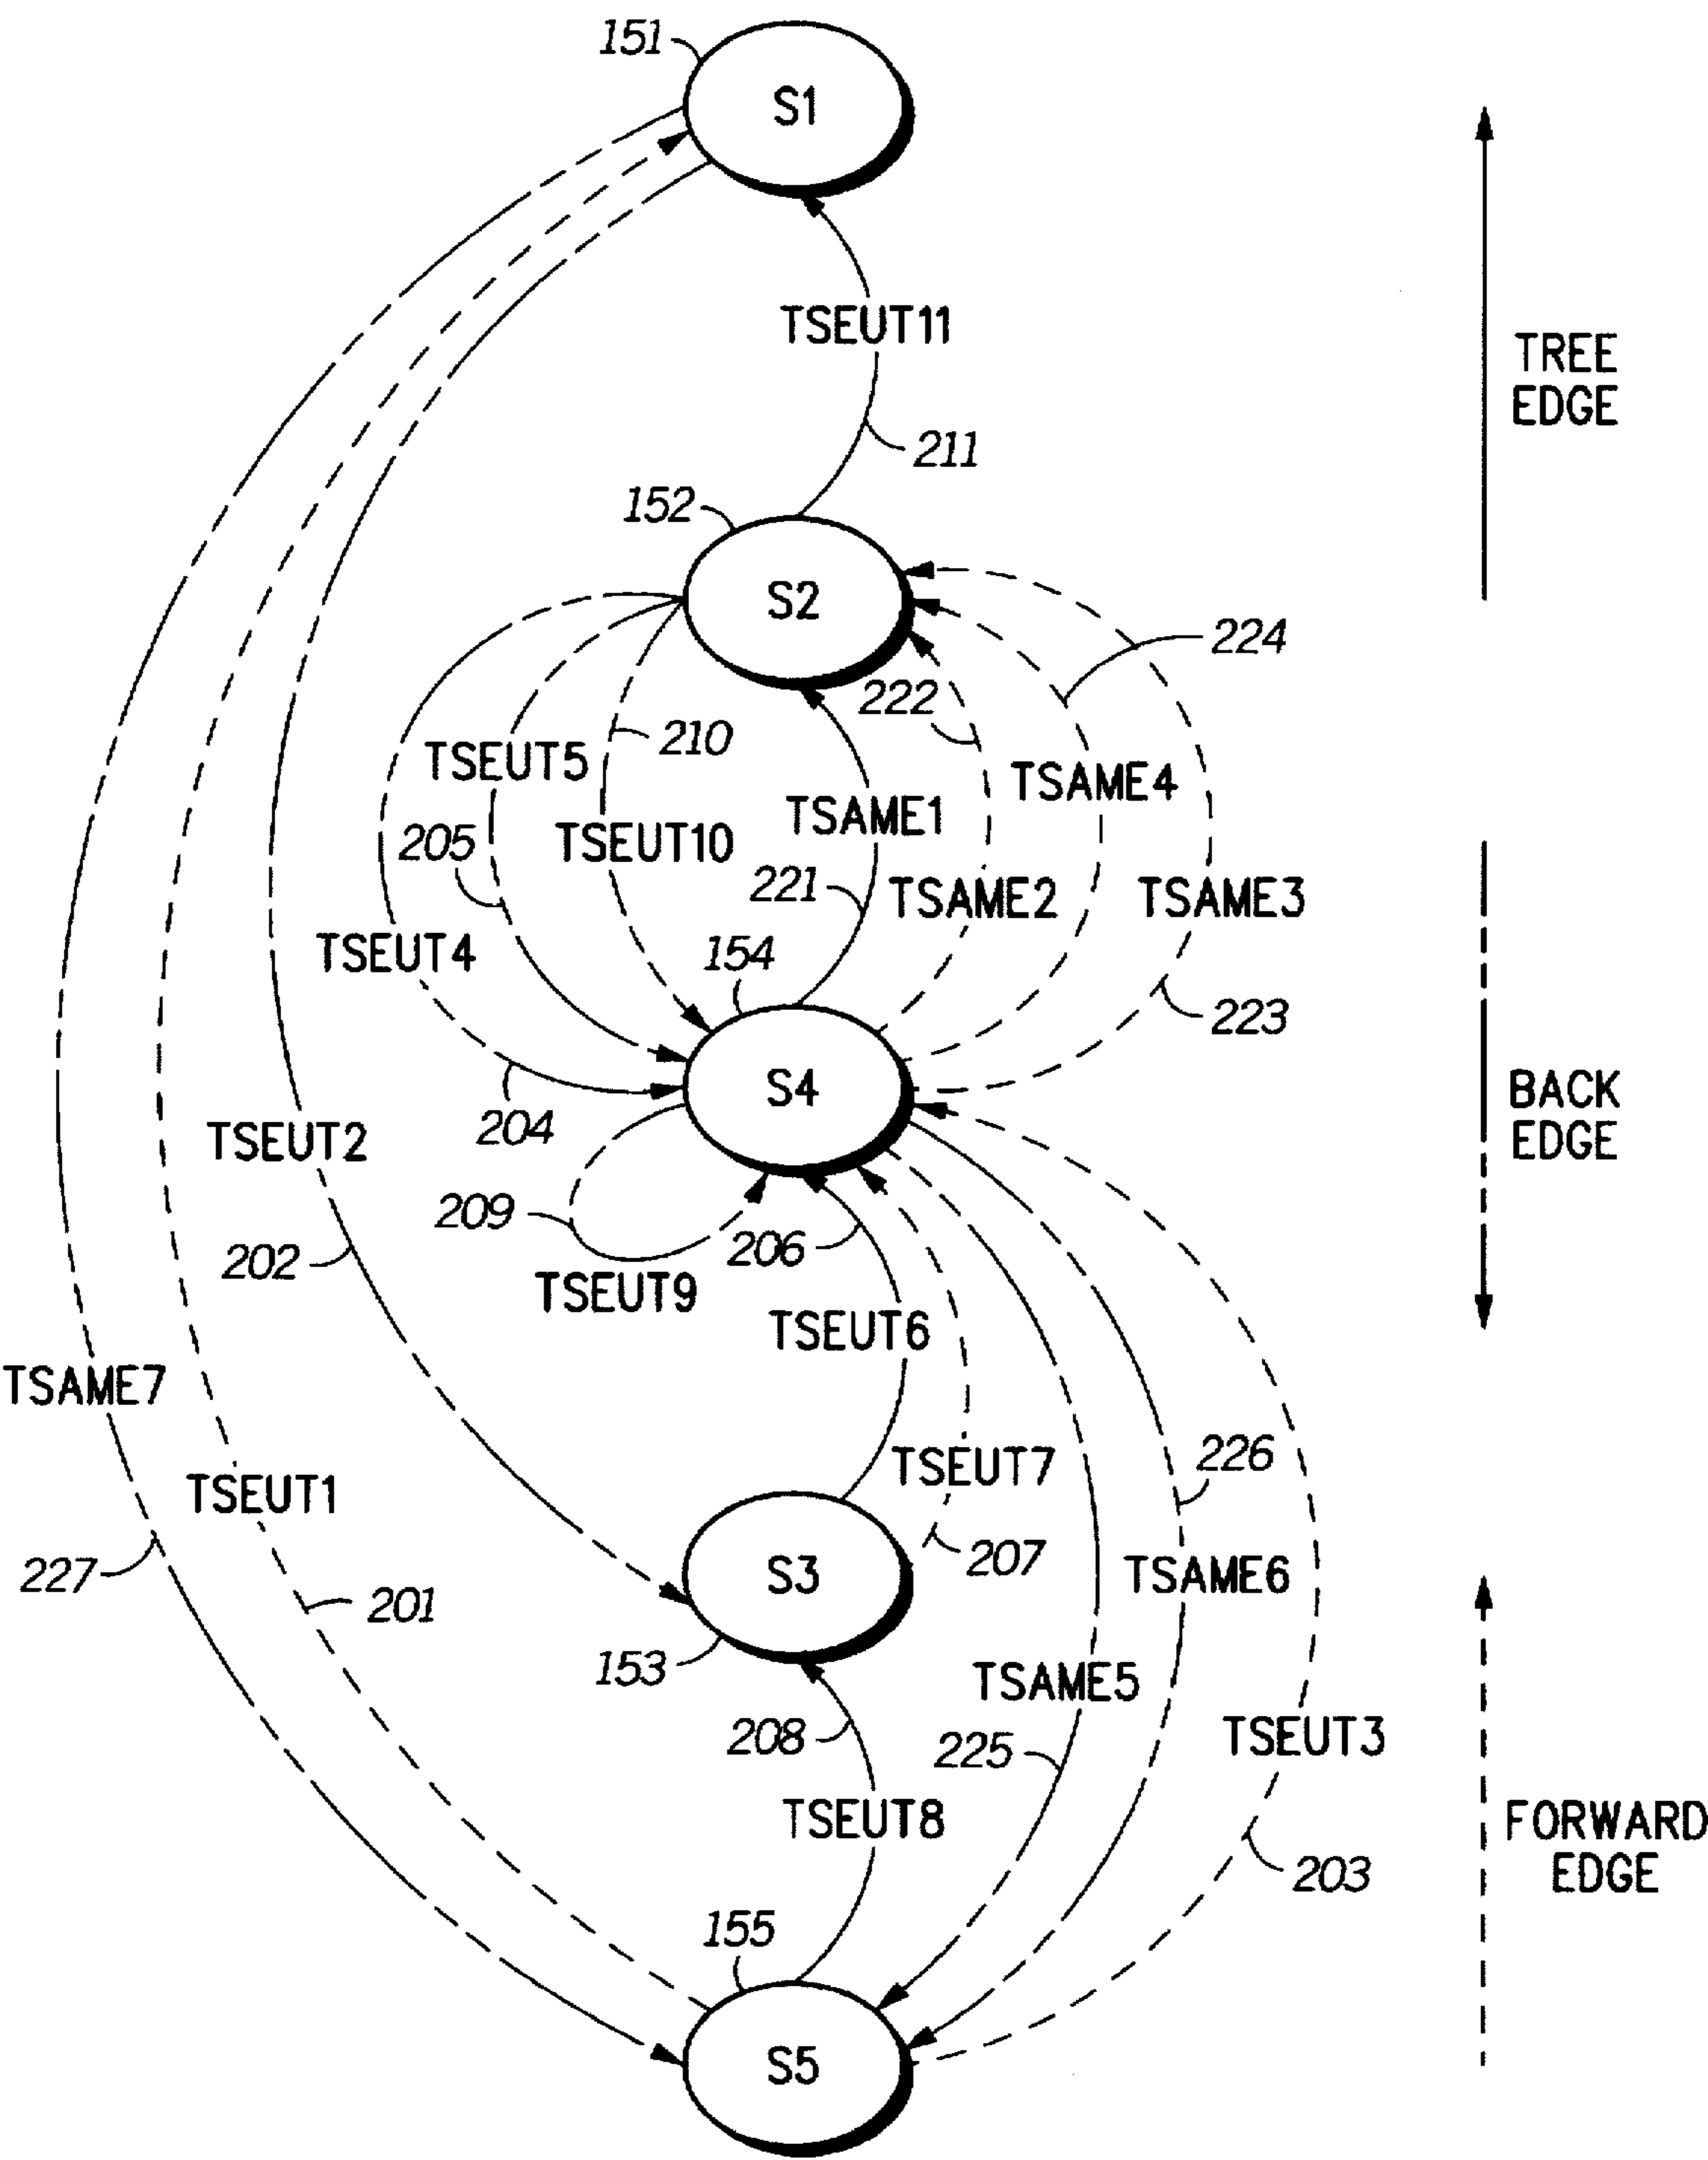 151
S1
TSEUT11
TREE
EDGE
211
152
S2
224
222
210
TSEUT5
TSAME4
TSAME1
205
TSEUT10
221
TSAME2
TSAME3
TSEUT4
154
223
S4
204
BACK
EDGE
TSEUT2
209
206
202
TSEUT9
TSEUT6
TSAME7
226
TSEUT7
TSEUT1
207
227
S3
TSAME6
201
153
TSAME5
208
225
TSEUT3
TSEUT8
FORWARD
EDGE
203
155
S5